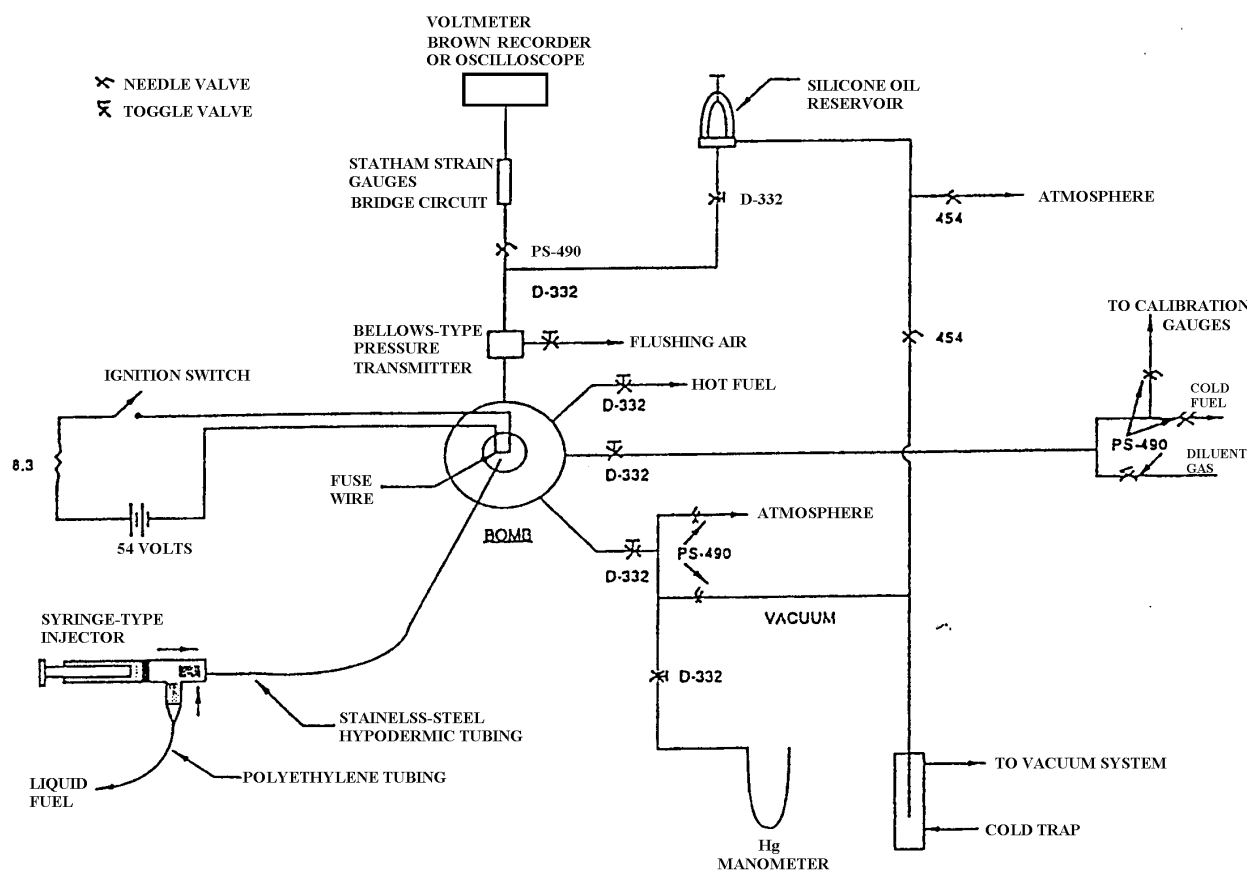 VOLTMETER
BROWN RECORDER
OR OSCILLOSCOPE
NEEDLE VALVE
TOGGLE VALVE
SILICONE OIL
RESERVOIR
STATHAM STRAIN
GAUGES
BRIDGE CIRCUIT
D-332
ATMOSPHERE
454
PS-490
D-332
TO CALIBRATION
GAUGES
BELLOWS-TYPE
PRESSURE
TRANSMITTER
FLUSHING AIR
454
IGNITION SWITCH
HOT FUEL
D-332
COLD
FUEL
PS-490
DILUENT
GAS
8.3
FUSE
WIRE
D-332
54 VOLTS
BOMB
ATMOSPHERE
PS-490
D-332
VACUUM
SYRINGE-TYPE
INJECTOR
D-332
STAINELSS-STEEL
HYPODERMIC TUBING
POLYETHYLENE TUBING
LIQUID
FUEL
TO VACUUM SYSTEM
COLD TRAP
Hg
MANOMETER